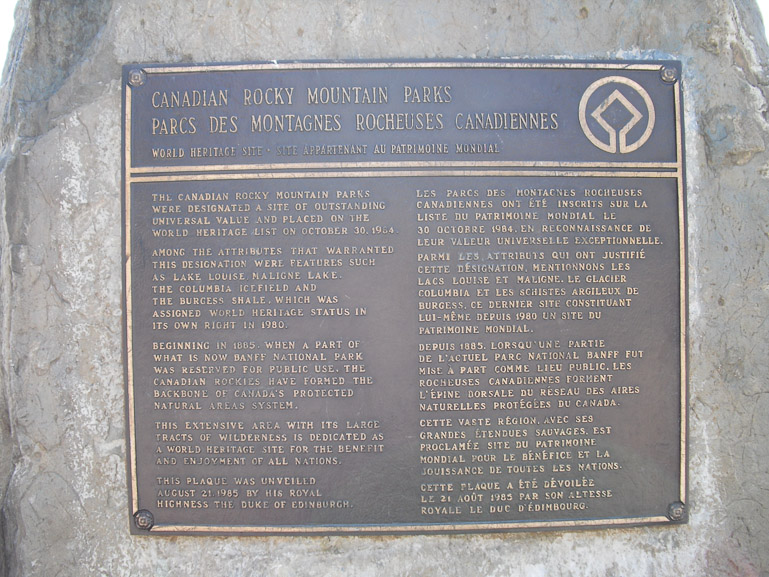 CANADIAN ROCKY MOUNTAIN PARKS
PARCS DES MONTAGNES ROCHEUSES CANADIENNES
WORLD HERITAGE SITE · SITE APPARTENANT AU PATRIMOINE MONDIAL
THE CANADIAN ROCKY MOUNTAIN PARKS
WERE DESIGNATED A SITE OF OUTSTANDING
UNIVERSAL VALUE AND PLACED ON THE
WORLD HERITAGE LIST ON OCTOBER 30, 1984.
AMONG THE ATTRIBUTES THAT WARRANTED
THIS DESIGNATION WERE FEATURES SUCH
AS LAKE LOUISE, MALIGNE LAKE,
THE COLUMBIA ICEFIELD AND
THE BURGESS SHALE, WHICH WAS
ASSIGNED WORLD HERITAGE STATUS IN
ITS OWN RIGHT IN 1980.
BEGINNING IN 1885, WHEN A PART OF
WHAT IS NOW BANFF NATIONAL PARK
WAS RESERVED FOR PUBLIC USE, THE
CANADIAN ROCKIES HAVE FORMED THE
BACKBONE OF CANADA'S PROTECTED
NATURAL AREAS SYSTEM.
THIS EXTENSIVE AREA WITH ITS LARGE
TRACTS OF WILDERNESS IS DEDICATED AS
A WORLD HERITAGE SITE FOR THE BENEFIT
AND ENJOYMENT OF ALL NATIONS.
THIS PLAQUE WAS UNVEILED
AUGUST 21, 1985 BY HIS ROYAL
HIGHNESS THE DUKE OF EDINBURGH.
LES PARCS DES MONTAGNES ROCHEUSES
CANADIENNES ONT ÉTÉ INSCRITS SUR LA
LISTE DU PATRIMOINE MONDIAL LE
30 OCTOBRE 1984, EN RECONNAISSANCE DE
LEUR VALEUR UNIVERSELLE EXCEPTIONNELLE.
PARMI LES ATTRIBUTS QUI ONT JUSTIFIÉ
CETTE DÉSIGNATION, MENTIONNONS LES
LACS LOUISE ET MALIGNE, LE GLACIER
COLUMBIA ET LES SCHISTES ARGILEUX DE
BURGESS, CE DERNIER SITE CONSTITUANT
LUI-MÊME DEPUIS 1980 UN SITE DU
PATRIMOINE MONDIAL.
DEPUIS 1885, LORSQU'UNE PARTIE
DE L'ACTUEL PARC NATIONAL BANFF FUT
MISE À PART COMME LIEU PUBLIC, LES
ROCHEUSES CANADIENNES FORMENT
L'ÉPINE DORSALE DU RÉSEAU DES AIRES
NATURELLES PROTÉGÉES DU CANADA.
CETTE VASTE RÉGION, AVEC SES
GRANDES ÉTENDUES SAUVAGES, EST
PROCLAMÉE SITE DU PATRIMOINE
MONDIAL POUR LE BÉNÉFICE ET LA
JOUISSANCE DE TOUTES LES NATIONS.
CETTE PLAQUE A ÉTÉ DÉVOILÉE
LE 21 AOÛT 1985 PAR SON ALTESSE
ROYALE LE DUC D'ÉDIMBOURG.